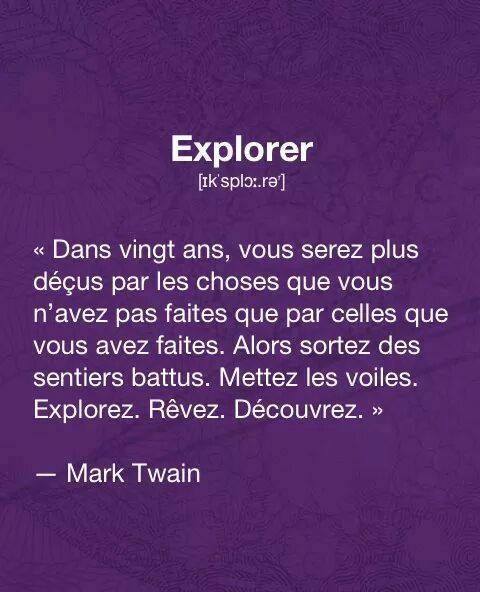 Explorer
[ɪkˈsplɔː.rəʳ]
« Dans vingt ans, vous serez plus
déçus par les choses que vous
n’avez pas faites que par celles que
vous avez faites. Alors sortez des
sentiers battus. Mettez les voiles.
Explorez. Rêvez. Découvrez. »
— Mark Twain